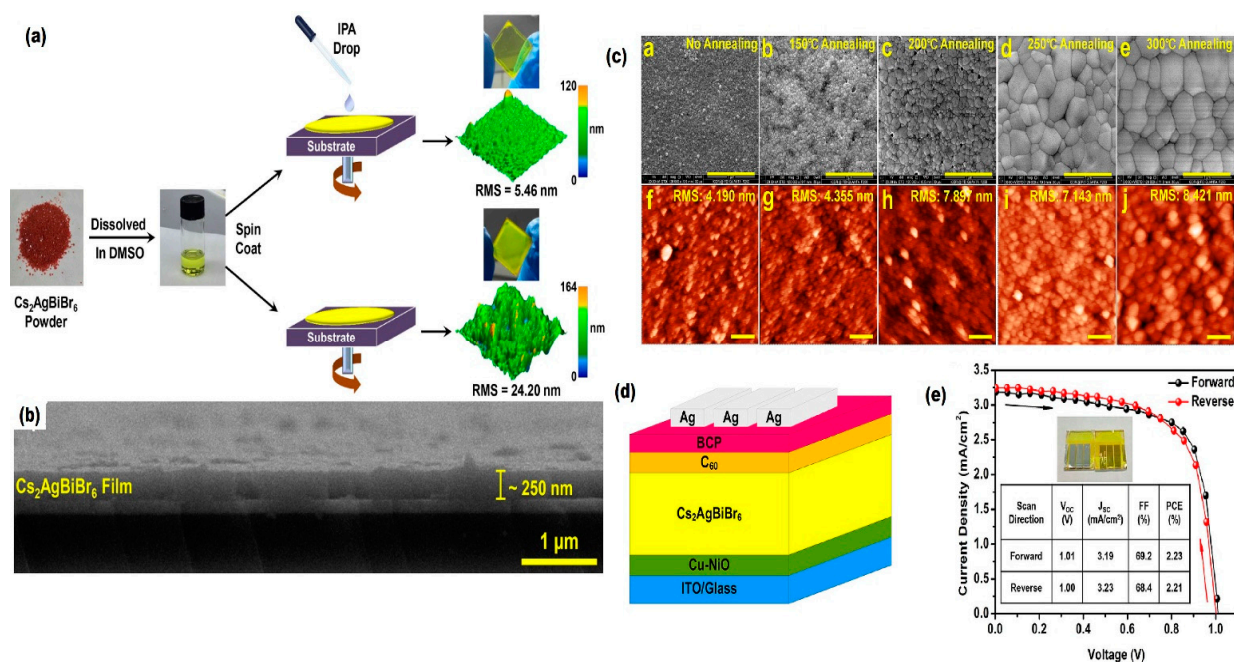 (a)
IPA
Drop
Substrate
120
nm
0
RMS = 5.46 nm
Dissolved
In DMSO
Spin
Coat
Cs₂AgBiBr₆
Powder
Substrate
164
nm
0
RMS = 24.20 nm
(b)
Cs₂AgBiBr₆ Film
~ 250 nm
1 µm
(c)
a No Annealing
b 150°C Annealing
c 200°C Annealing
d 250°C Annealing
e 300°C Annealing
f RMS: 4.190 nm
g RMS: 4.355 nm
h RMS: 7.897 nm
i RMS: 7.143 nm
j RMS: 8.421 nm
(d)
Ag Ag Ag
BCP
C₆₀
Cs₂AgBiBr₆
Cu-NiO
ITO/Glass
(e)
Forward
Reverse
Current Density (mA/cm²)
3.5
3.0
2.5
2.0
1.5
1.0
0.5
0.0
Scan Direction V_OC (V) J_SC (mA/cm²) FF (%) PCE (%)
Forward 1.01 3.19 69.2 2.23
Reverse 1.00 3.23 68.4 2.21
0.0 0.2 0.4 0.6 0.8 1.0
Voltage (V)